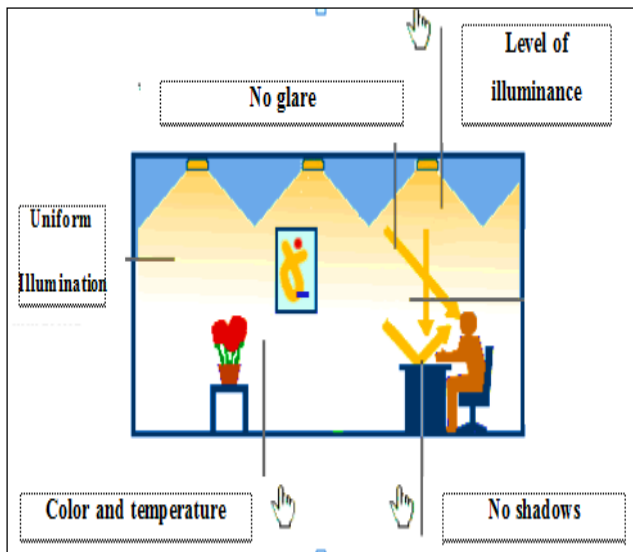 Level of
illuminance
No glare
Uniform
Illumination
Color and temperature
No shadows